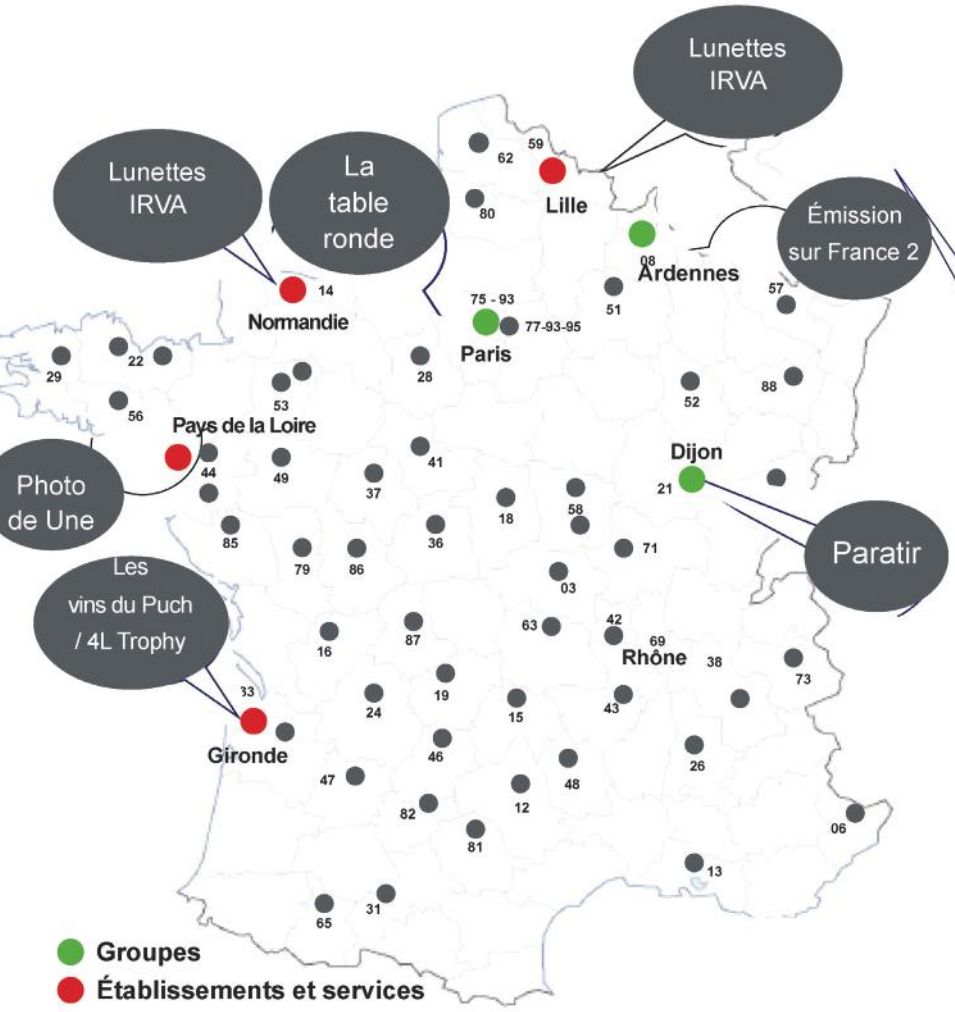 Lunettes
IRVA
Lunettes
IRVA
La
table
ronde
Émission
sur France 2
59
62
Lille
80
08
Ardennes
14
Normandie
51
57
75 - 93
77-93-95
Paris
22
29
28
53
52
88
56
Pays de la Loire
44
49
41
Dijon
21
37
Photo
de Une
18
58
85
36
71
Paratir
79
86
03
Les
vins du Puch
/ 4L Trophy
63
42
69
87
16
Rhône
38
73
19
24
15
43
33
Gironde
46
26
47
48
12
82
06
81
13
65
31
Groupes
Établissements et services